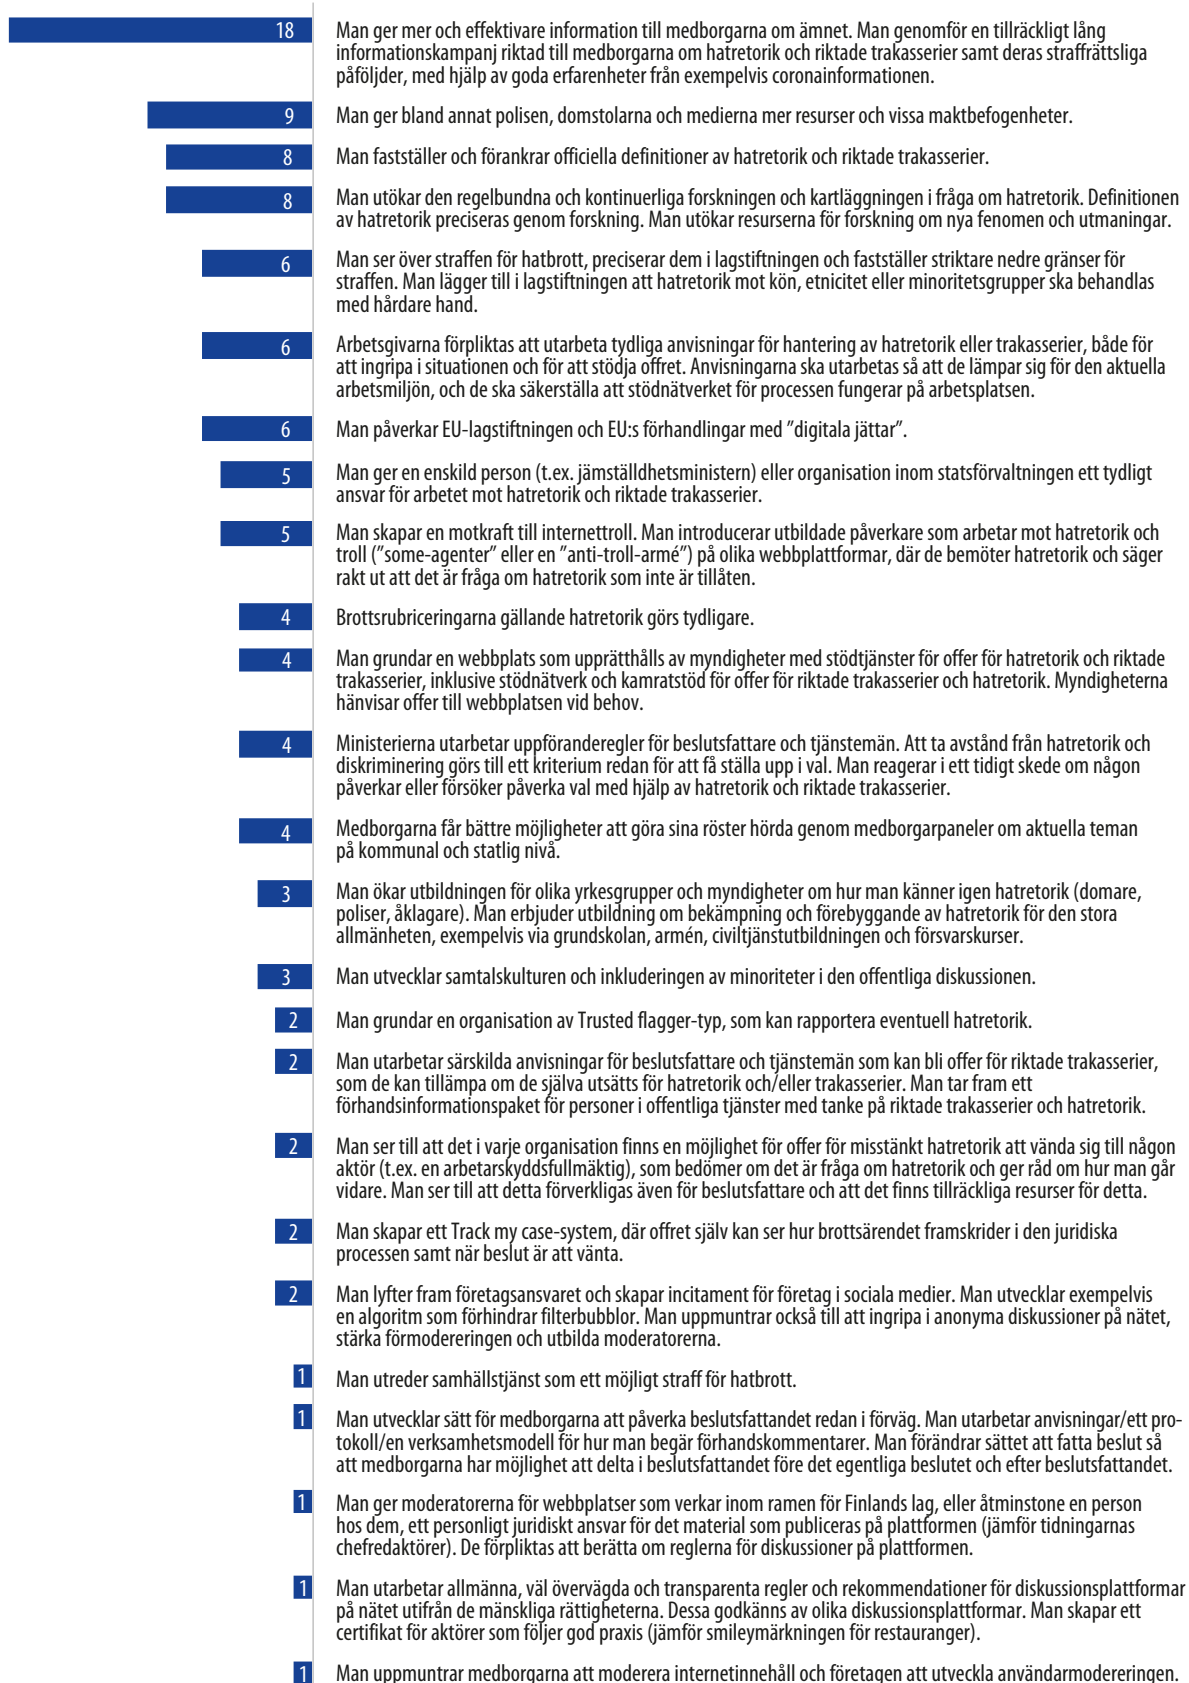 18 Man ger mer och effektivare information till medborgarna om ämnet. Man genomför en tillräckligt lång
informationskampanj riktad till medborgarna om hatretorik och riktade trakasserier samt deras straffrättsliga
påföljder, med hjälp av goda erfarenheter från exempelvis coronainformationen.
9 Man ger bland annat polisen, domstolarna och medierna mer resurser och vissa maktbefogenheter.
8 Man fastställer och förankrar officiella definitioner av hatretorik och riktade trakasserier.
8 Man utökar den regelbundna och kontinuerliga forskningen och kartläggningen i fråga om hatretorik. Definitionen
av hatretorik preciseras genom forskning. Man utökar resurserna för forskning om nya fenomen och utmaningar.
6 Man ser över straffen för hatbrott, preciserar dem i lagstiftningen och fastställer striktare nedre gränser för
straffen. Man lägger till i lagstiftningen att hatretorik mot kön, etnicitet eller minoritetsgrupper ska behandlas
med hårdare hand.
6 Arbetsgivarna förpliktas att utarbeta tydliga anvisningar för hantering av hatretorik eller trakasserier, både för
att ingripa i situationen och för att stödja offret. Anvisningarna ska utarbetas så att de lämpar sig för den aktuella
arbetsmiljön, och de ska säkerställa att stödnätverket för processen fungerar på arbetsplatsen.
6 Man påverkar EU-lagstiftningen och EU:s förhandlingar med ”digitala jättar”.
5 Man ger en enskild person (t.ex. jämställdhetsministern) eller organisation inom statsförvaltningen ett tydligt
ansvar för arbetet mot hatretorik och riktade trakasserier.
5 Man skapar en motkraft till internettroll. Man introducerar utbildade påverkare som arbetar mot hatretorik och
troll (”some-agenter” eller en ”anti-troll-armé”) på olika webbplattformar, där de bemöter hatretorik och säger
rakt ut att det är fråga om hatretorik som inte är tillåten.
4 Brottsrubriceringarna gällande hatretorik görs tydligare.
4 Man grundar en webbplats som upprätthålls av myndigheter med stödtjänster för offer för hatretorik och riktade
trakasserier, inklusive stödnätverk och kamratstöd för offer för riktade trakasserier och hatretorik. Myndigheterna
hänvisar offer till webbplatsen vid behov.
4 Ministerierna utarbetar uppföranderegler för beslutsfattare och tjänstemän. Att ta avstånd från hatretorik och
diskriminering görs till ett kriterium redan för att få ställa upp i val. Man reagerar i ett tidigt skede om någon
påverkar eller försöker påverka val med hjälp av hatretorik och riktade trakasserier.
4 Medborgarna får bättre möjligheter att göra sina röster hörda genom medborgarpaneler om aktuella teman
på kommunal och statlig nivå.
3 Man ökar utbildningen för olika yrkesgrupper och myndigheter om hur man känner igen hatretorik (domare,
poliser, åklagare). Man erbjuder utbildning om bekämpning och förebyggande av hatretorik för den stora
allmänheten, exempelvis via grundskolan, armén, civiltjänstutbildningen och försvarskurser.
3 Man utvecklar samtalskulturen och inkluderingen av minoriteter i den offentliga diskussionen.
2 Man grundar en organisation av Trusted flagger-typ, som kan rapportera eventuell hatretorik.
2 Man utarbetar särskilda anvisningar för beslutsfattare och tjänstemän som kan bli offer för riktade trakasserier,
som de kan tillämpa om de själva utsätts för hatretorik och/eller trakasserier. Man tar fram ett
förhandsinformationspaket för personer i offentliga tjänster med tanke på riktade trakasserier och hatretorik.
2 Man ser till att det i varje organisation finns en möjlighet för offer för misstänkt hatretorik att vända sig till någon
aktör (t.ex. en arbetarskyddsfullmäktig), som bedömer om det är fråga om hatretorik och ger råd om hur man går
vidare. Man ser till att detta förverkligas även för beslutsfattare och att det finns tillräckliga resurser för detta.
2 Man skapar ett Track my case-system, där offret själv kan ser hur brottsärendet framskrider i den juridiska
processen samt när beslut är att vänta.
2 Man lyfter fram företagsansvaret och skapar incitament för företag i sociala medier. Man utvecklar exempelvis
en algoritm som förhindrar filterbubblor. Man uppmuntrar också till att ingripa i anonyma diskussioner på nätet,
stärka förmodereringen och utbilda moderatorerna.
1 Man utreder samhällstjänst som ett möjligt straff för hatbrott.
1 Man utvecklar sätt för medborgarna att påverka beslutsfattandet redan i förväg. Man utarbetar anvisningar/ett pro-
tokoll/en verksamhetsmodell för hur man begär förhandskommentarer. Man förändrar sättet att fatta beslut så
att medborgarna har möjlighet att delta i beslutsfattandet före det egentliga beslutet och efter beslutsfattandet.
1 Man ger moderatorerna för webbplatser som verkar inom ramen för Finlands lag, eller åtminstone en person
hos dem, ett personligt juridiskt ansvar för det material som publiceras på plattformen (jämför tidningarnas
chefredaktörer). De förpliktas att berätta om reglerna för diskussioner på plattformen.
1 Man utarbetar allmänna, väl övervägda och transparenta regler och rekommendationer för diskussionsplattformar
på nätet utifrån de mänskliga rättigheterna. Dessa godkänns av olika diskussionsplattformar. Man skapar ett
certifikat för aktörer som följer god praxis (jämför smileymärkningen för restauranger).
1 Man uppmuntrar medborgarna att moderera internetinnehåll och företagen att utveckla användarmodereringen.